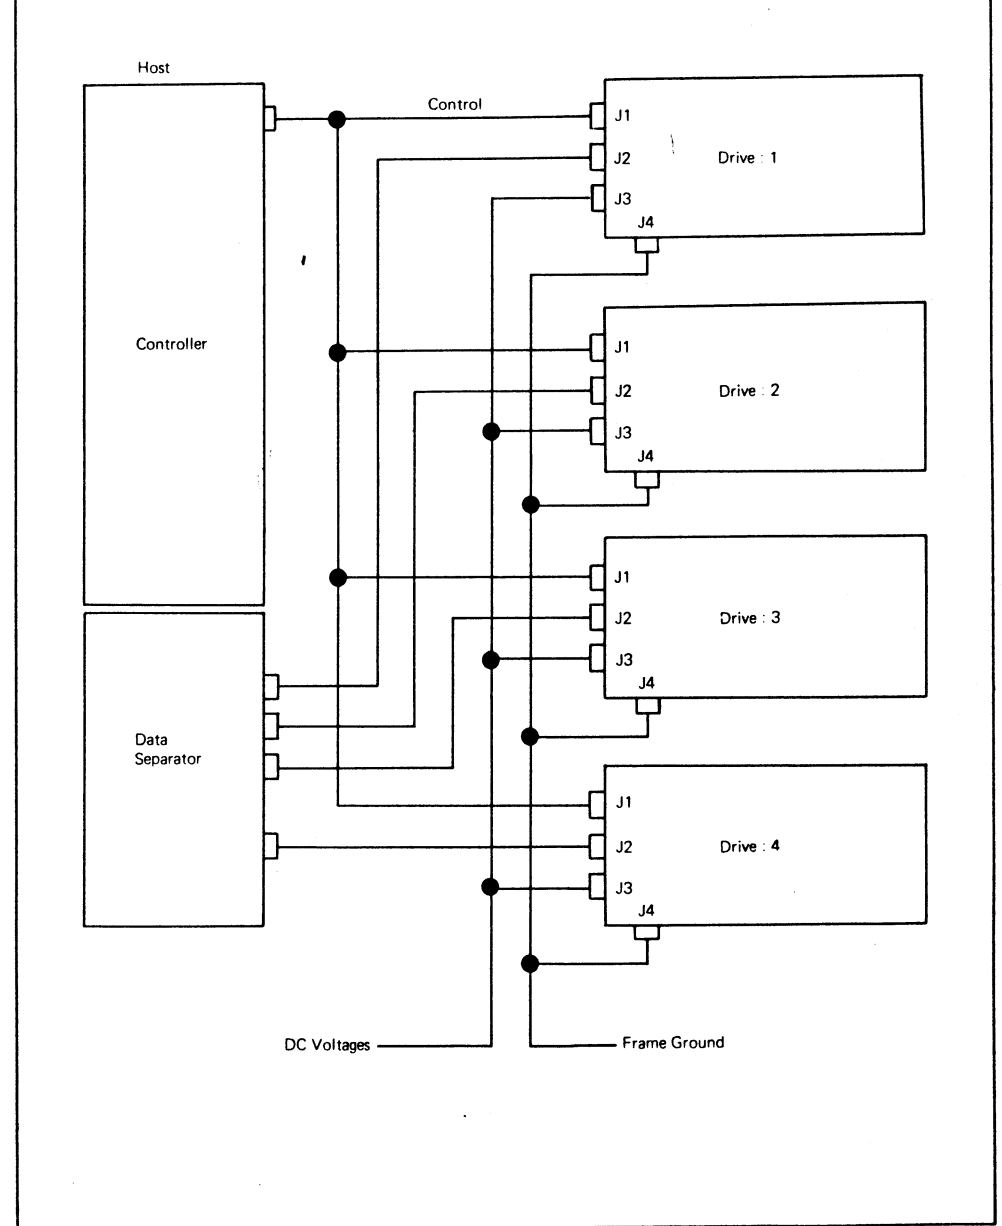 Host
Control
J1
J2
Drive : 1
J3
J4
Controller
J1
J2
Drive : 2
J3
J4
J1
J2
Drive : 3
J3
J4
Data
Separator
J1
J2
Drive : 4
J3
J4
DC Voltages
Frame Ground